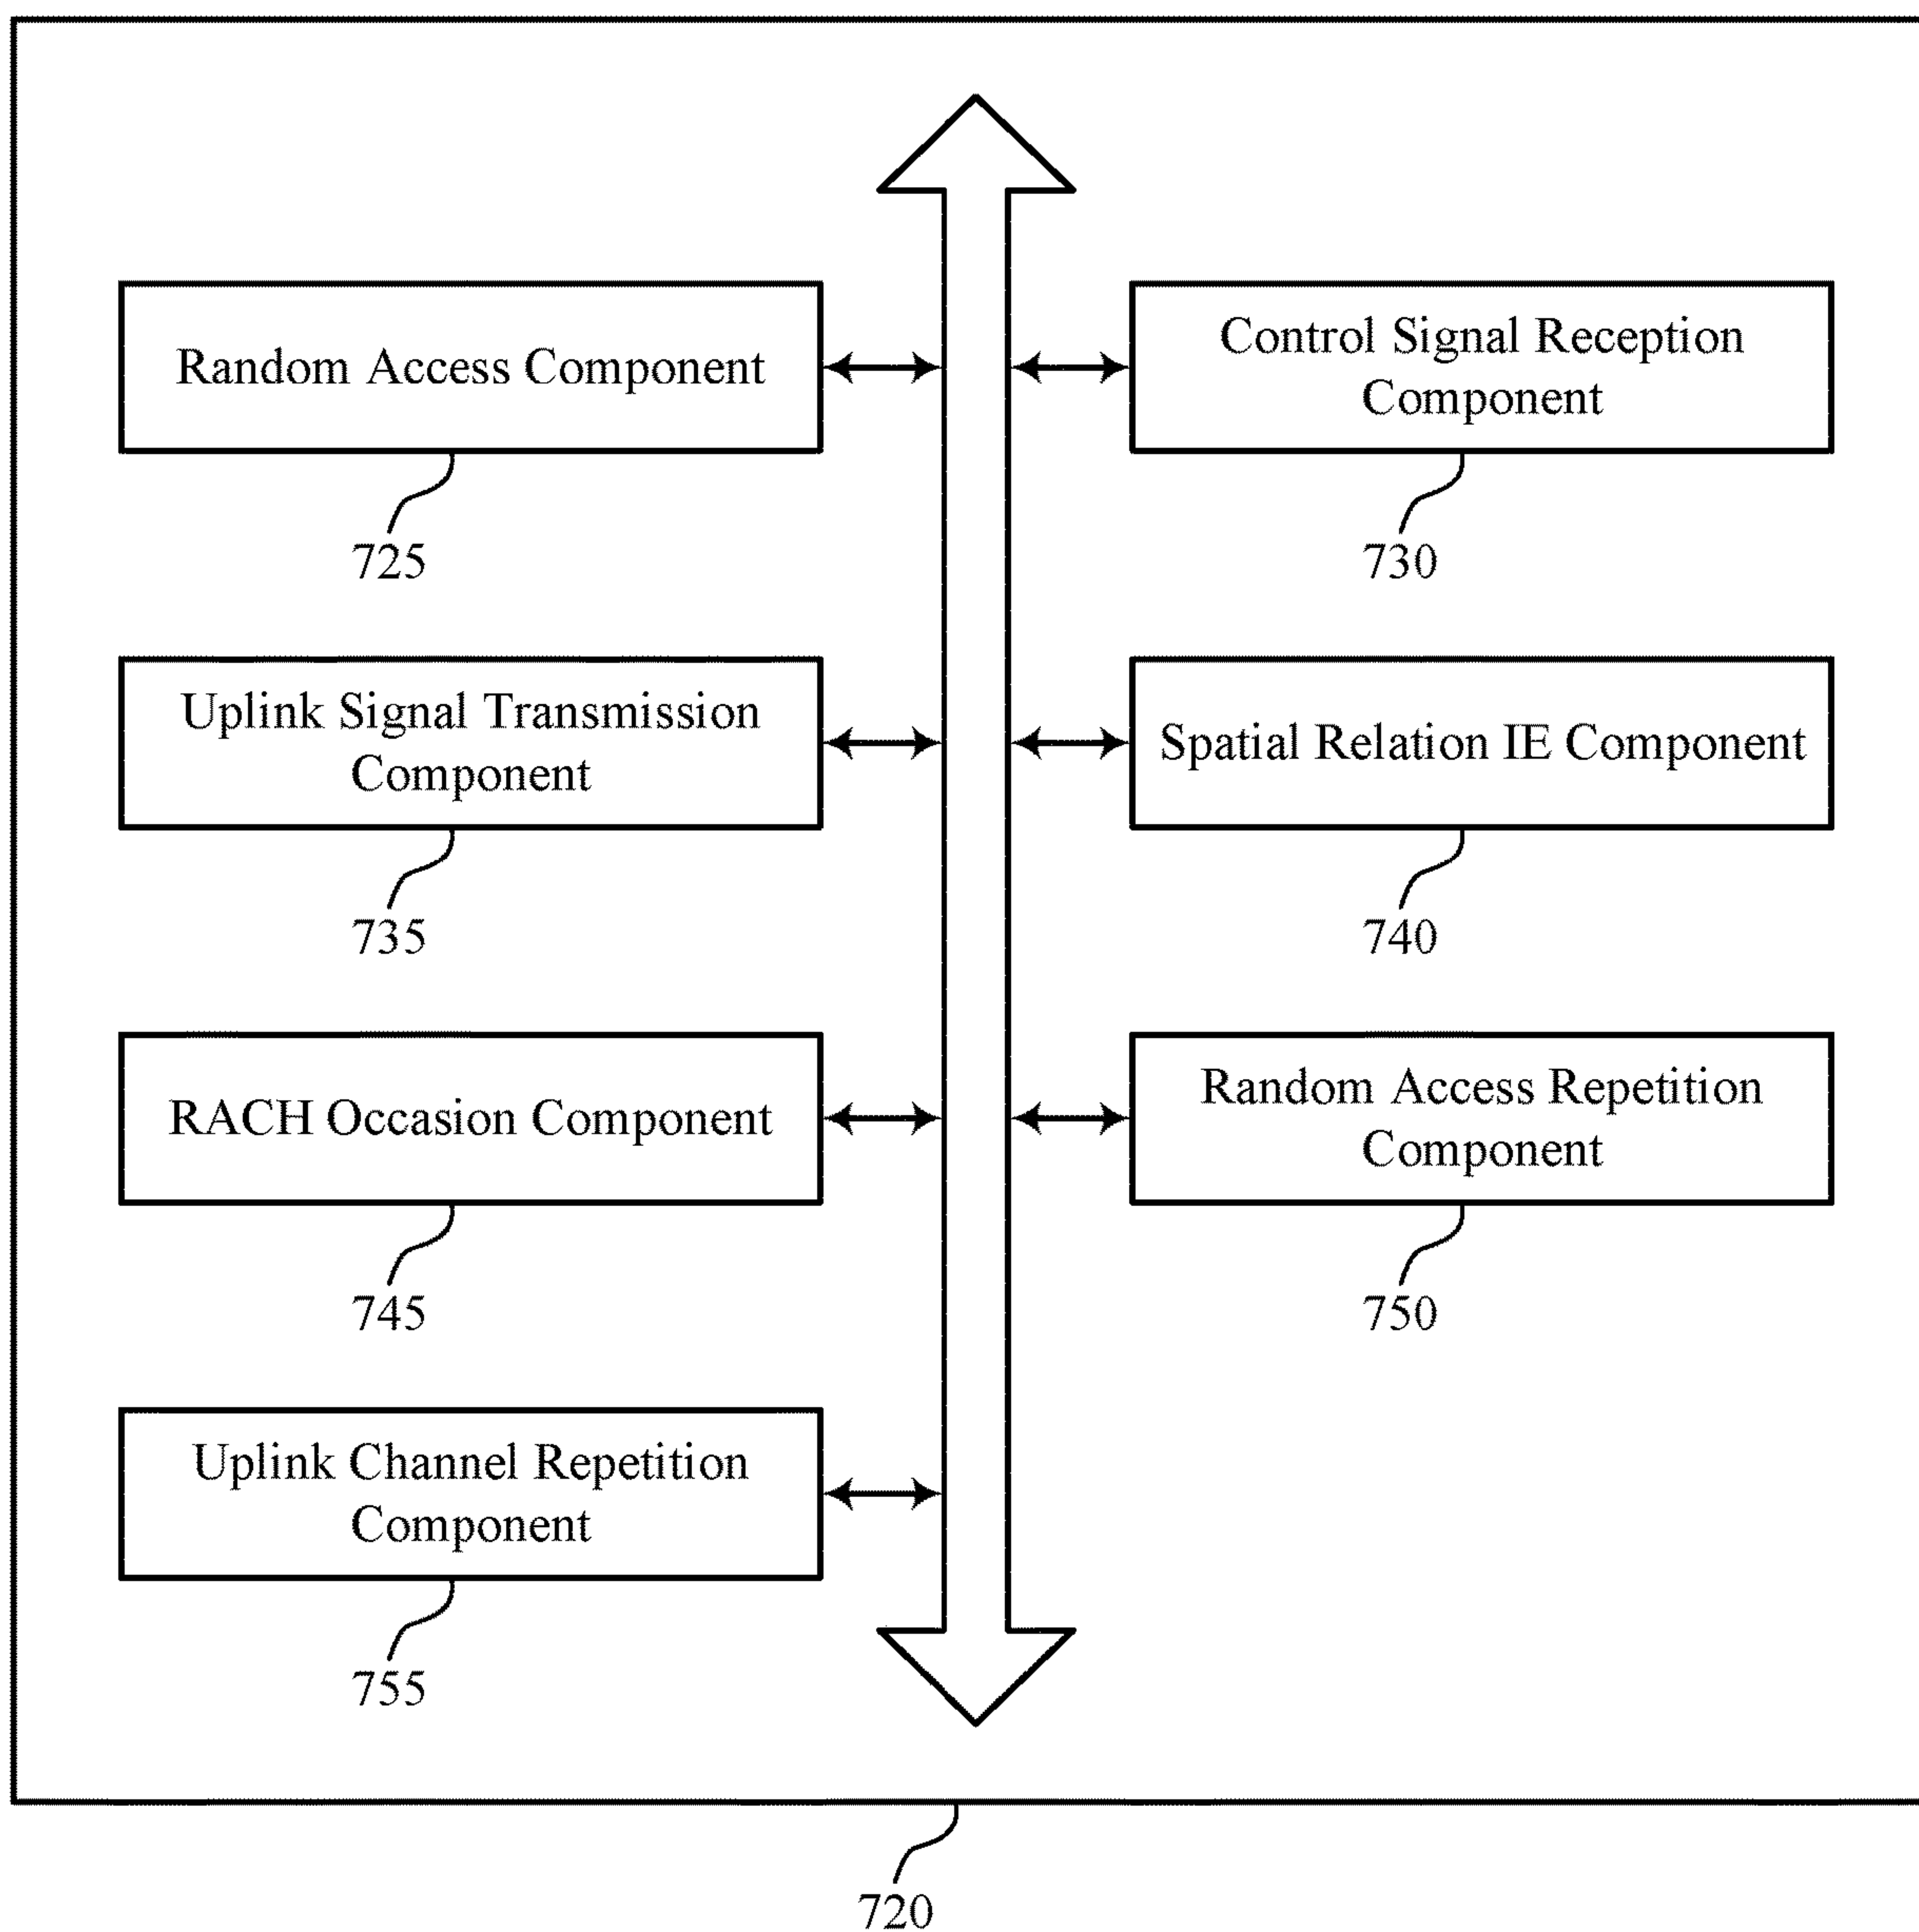 Random Access Component
725
Control Signal Reception
Component
730
Uplink Signal Transmission
Component
735
Spatial Relation IE Component
740
RACH Occasion Component
745
Random Access Repetition
Component
750
Uplink Channel Repetition
Component
755
720